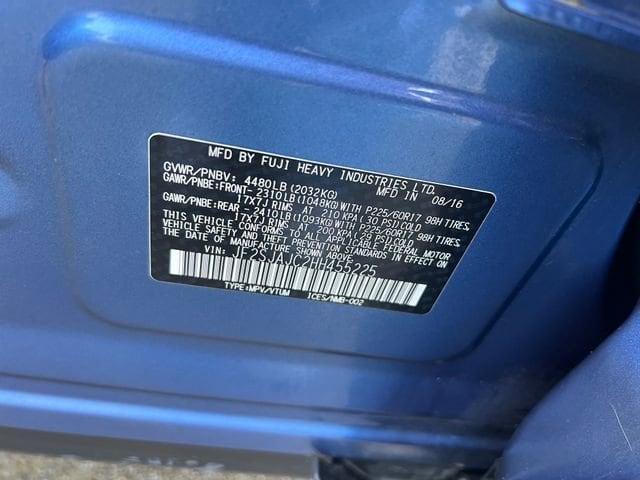 MFD BY FUJI HEAVY INDUSTRIES LTD.
MFD IN 08/16
GVWR/PNBV: 4480LB(2032KG)
GAWR/PNBE:FRONT-2310LB(1048KG)WITH P225/60R17 98H TIRES
17X7J RIMS AT 210 KPA(30 PSI)COLD
GAWR/PNBE:REAR -2410LB(1093KG)WITH P225/60R17 98H TIRES
17X7J RIMS AT 200 KPA(29 PSI)COLD
THIS VEHICLE CONFORMS TO ALL APPLICABLE FEDERAL MOTOR
VEHICLE SAFETY AND THEFT PREVENTION STANDARDS IN EFFECT ON
THE DATE OF MANUFACTURE SHOWN ABOVE.
VIN: JF2SJAJC2HH455225
TYPE:MPV/VTUM ICES/NMB-002